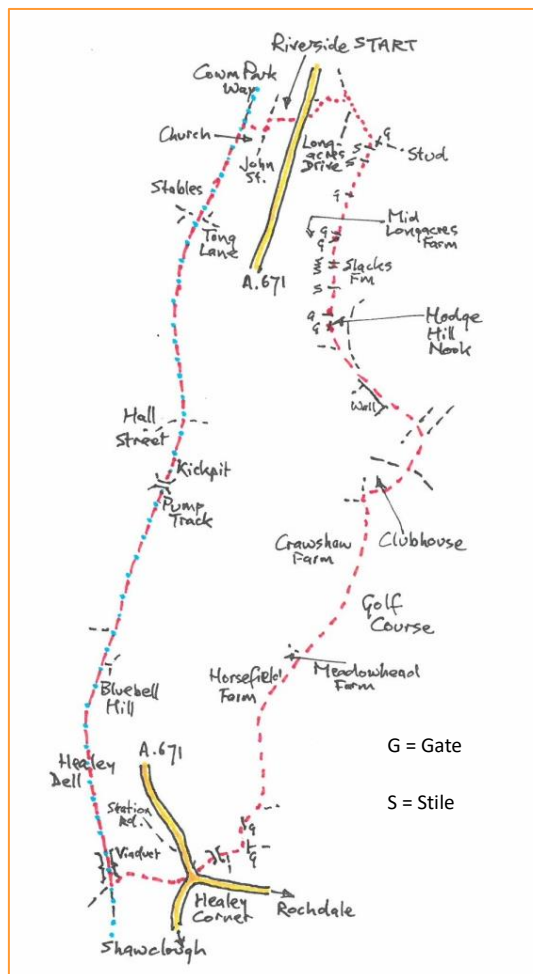 Riverside START
Cowm Park
Way
Church
John
St.
Long-
acres
Drive
G
S
S
Stud
Stables
Tong
Lane
G
Mid
Longacres
Farm
G
G
S
S
Slacks
Fm
S
A.671
G
G
Hodge
Hill
Nook
Wall
Hall
Street
Kickpit
Pump
Track
Clubhouse
Crawshaw
Farm
Golf
Course
Meadowhead
Farm
Horsefield
Farm
Bluebell
Hill
G = Gate
S = Stile
A.671
Healey
Dell
Station
Rd.
G
G
Viaduct
Healey
Corner
Rochdale
Shawclough